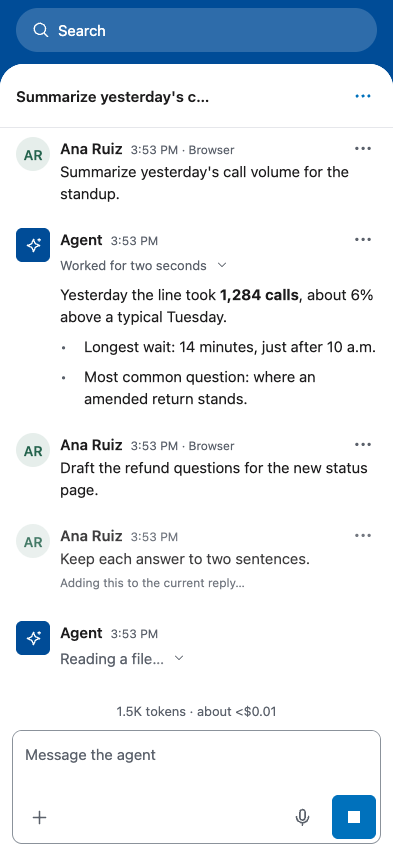 Search
Summarize yesterday's c...
AR
Ana Ruiz 3:53 PM · Browser
Summarize yesterday's call volume for the
standup.
Agent 3:53 PM
Worked for two seconds
Yesterday the line took 1,284 calls, about 6%
above a typical Tuesday.
• Longest wait: 14 minutes, just after 10 a.m.
• Most common question: where an
amended return stands.
AR
Ana Ruiz 3:53 PM · Browser
Draft the refund questions for the new status
page.
AR
Ana Ruiz 3:53 PM
Keep each answer to two sentences.
Adding this to the current reply...
Agent 3:53 PM
Reading a file...
1.5K tokens · about <$0.01
Message the agent